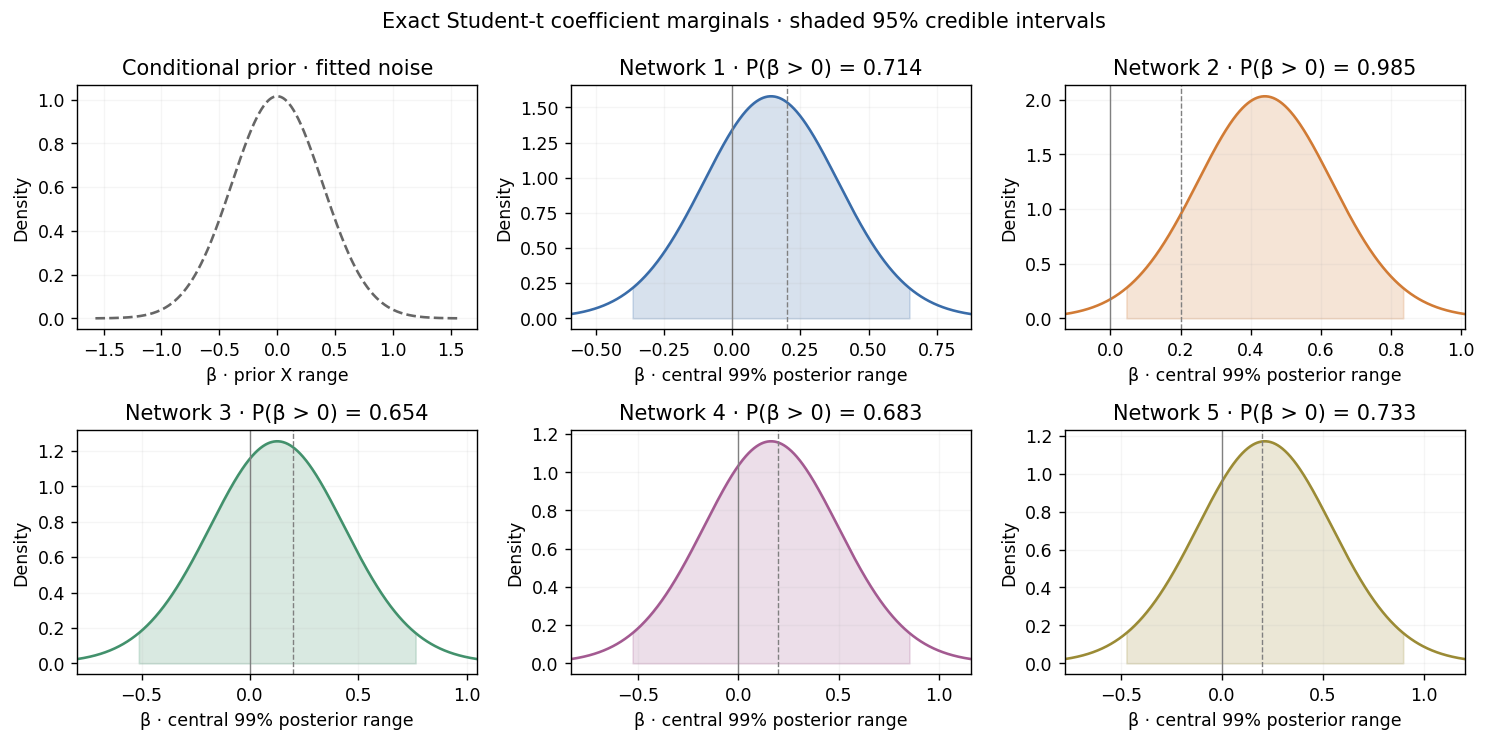 Exact Student-t coefficient marginals · shaded 95% credible intervals
Conditional prior · fitted noise
Density
1.0
0.8
0.6
0.4
0.2
0.0
−1.5 −1.0 −0.5 0.0 0.5 1.0 1.5
β · prior X range
Network 1 · P(β > 0) = 0.714
Density
1.50
1.25
1.00
0.75
0.50
0.25
0.00
−0.50 −0.25 0.00 0.25 0.50 0.75
β · central 99% posterior range
Network 2 · P(β > 0) = 0.985
Density
2.0
1.5
1.0
0.5
0.0
0.0 0.2 0.4 0.6 0.8 1.0
β · central 99% posterior range
Network 3 · P(β > 0) = 0.654
Density
1.2
1.0
0.8
0.6
0.4
0.2
0.0
−0.5 0.0 0.5 1.0
β · central 99% posterior range
Network 4 · P(β > 0) = 0.683
Density
1.2
1.0
0.8
0.6
0.4
0.2
0.0
−0.5 0.0 0.5 1.0
β · central 99% posterior range
Network 5 · P(β > 0) = 0.733
Density
1.2
1.0
0.8
0.6
0.4
0.2
0.0
−0.5 0.0 0.5 1.0
β · central 99% posterior range